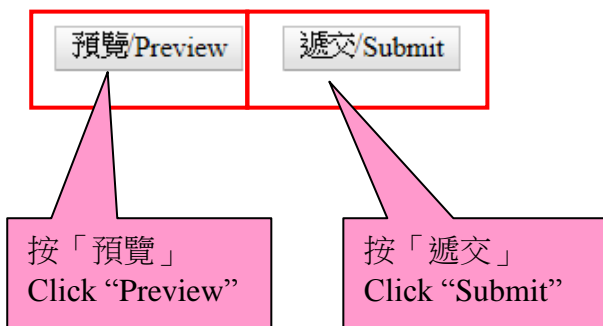 預覽/Preview
遞交/Submit
按「預覽」
Click “Preview”
按「遞交」
Click “Submit”